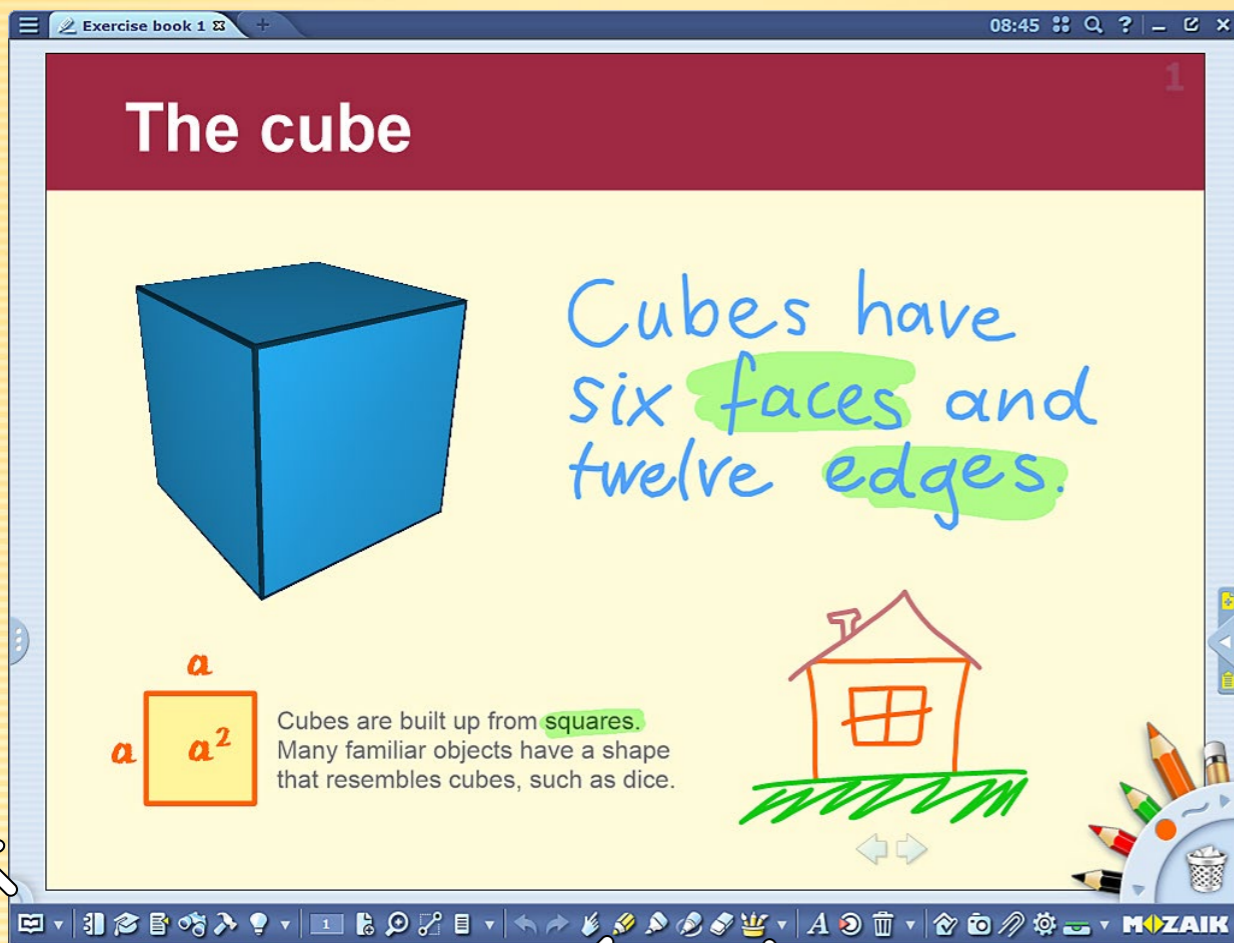 Exercise book 1
08:45
1
The cube
Cubes have
six faces and
twelve edges.
a
a a²
Cubes are built up from squares.
Many familiar objects have a shape
that resembles cubes, such as dice.
1
A
MOZAIK